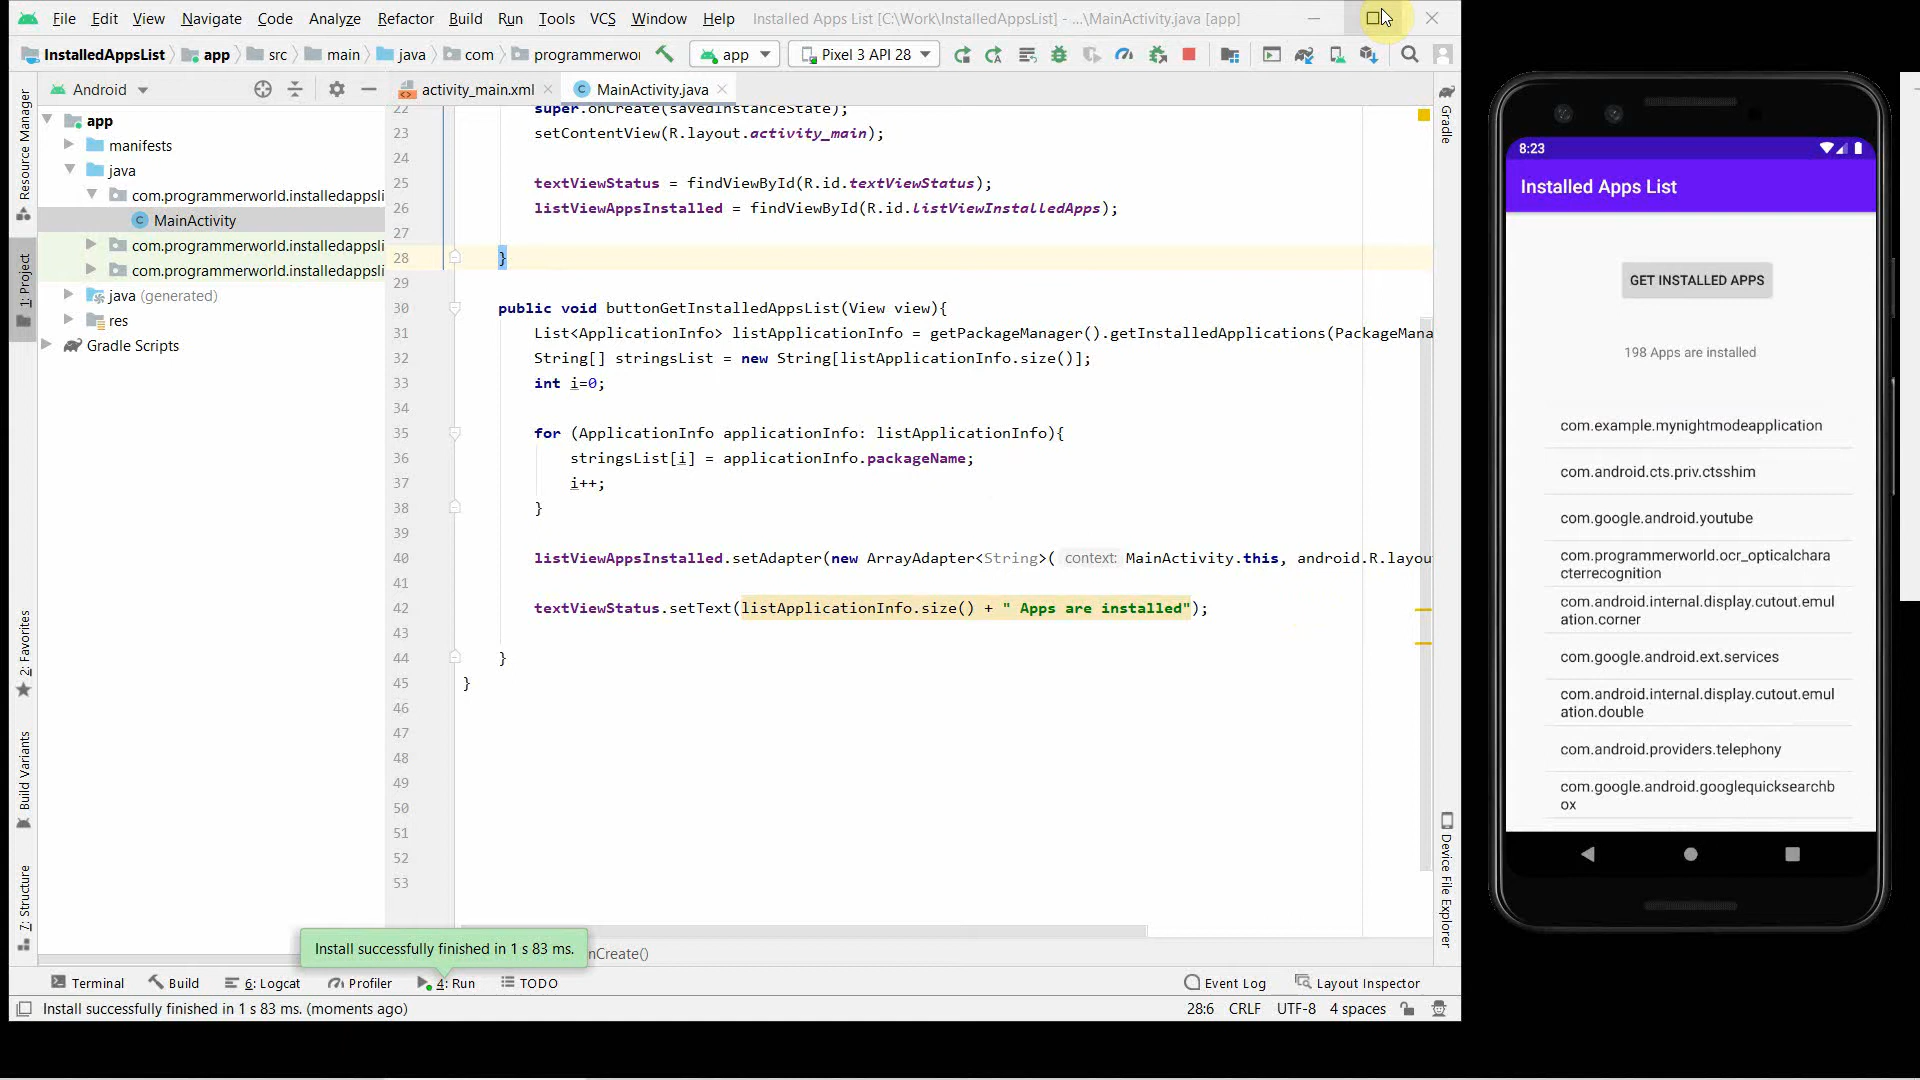 File Edit View Navigate Code Analyze Refactor Build Run Tools VCS Window Help Installed Apps List [C:\Work\InstalledAppsList] - ...\MainActivity.java [app]
InstalledAppsList app src main java com programmerwo app Pixel 3 API 28
Android
activity_main.xml
MainActivity.java
app
manifests
java
com.programmerworld.installedappsli
MainActivity
com.programmerworld.installedappsli
com.programmerworld.installedappsli
java (generated)
res
Gradle Scripts
Resource Manager
1: Project
2: Favorites
Build Variants
7: Structure
22 super.onCreate(savedInstanceState);
23 setContentView(R.layout.activity_main);
24
25 textViewStatus = findViewById(R.id.textViewStatus);
26 listViewAppsInstalled = findViewById(R.id.listViewInstalledApps);
27
28 }
29
30 public void buttonGetInstalledAppsList(View view){
31 List<ApplicationInfo> listApplicationInfo = getPackageManager().getInstalledApplications(PackageMana
32 String[] stringsList = new String[listApplicationInfo.size()];
33 int i=0;
34
35 for (ApplicationInfo applicationInfo: listApplicationInfo){
36 stringsList[i] = applicationInfo.packageName;
37 i++;
38 }
39
40 listViewAppsInstalled.setAdapter(new ArrayAdapter<String>( context: MainActivity.this, android.R.layou
41
42 textViewStatus.setText(listApplicationInfo.size() + " Apps are installed");
43
44 }
45 }
46
47
48
49
50
51
52
53
nCreate()
Gradle
Device File Explorer
Install successfully finished in 1 s 83 ms.
Terminal Build 6: Logcat Profiler 4: Run TODO Event Log Layout Inspector
Install successfully finished in 1 s 83 ms. (moments ago) 28:6 CRLF UTF-8 4 spaces
8:23
Installed Apps List
GET INSTALLED APPS
198 Apps are installed
com.example.mynightmodeapplication
com.android.cts.priv.ctsshim
com.google.android.youtube
com.programmerworld.ocr_opticalchara
cterrecognition
com.android.internal.display.cutout.emul
ation.corner
com.google.android.ext.services
com.android.internal.display.cutout.emul
ation.double
com.android.providers.telephony
com.google.android.googlequicksearchb
ox